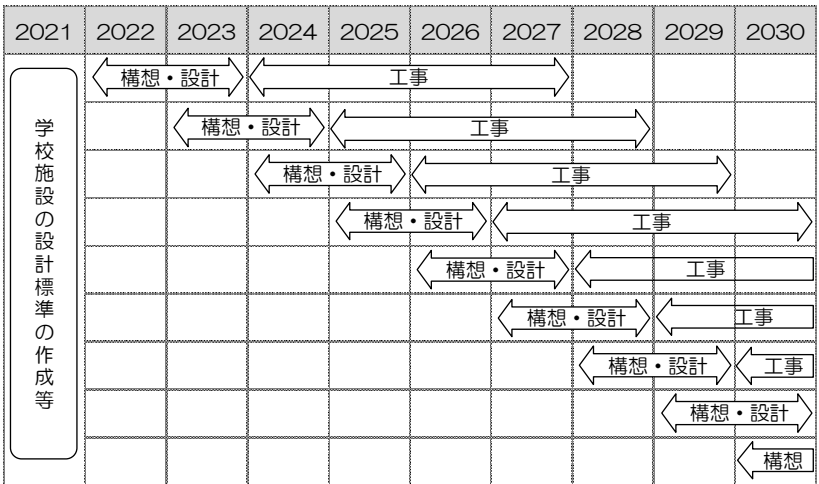 2021 2022 2023 2024 2025 2026 2027 2028 2029 2030
学校施設の設計標準の作成等
構想・設計 工事
構想・設計 工事
構想・設計 工事
構想・設計 工事
構想・設計 工事
構想・設計 工事
構想・設計 工事
構想・設計
構想